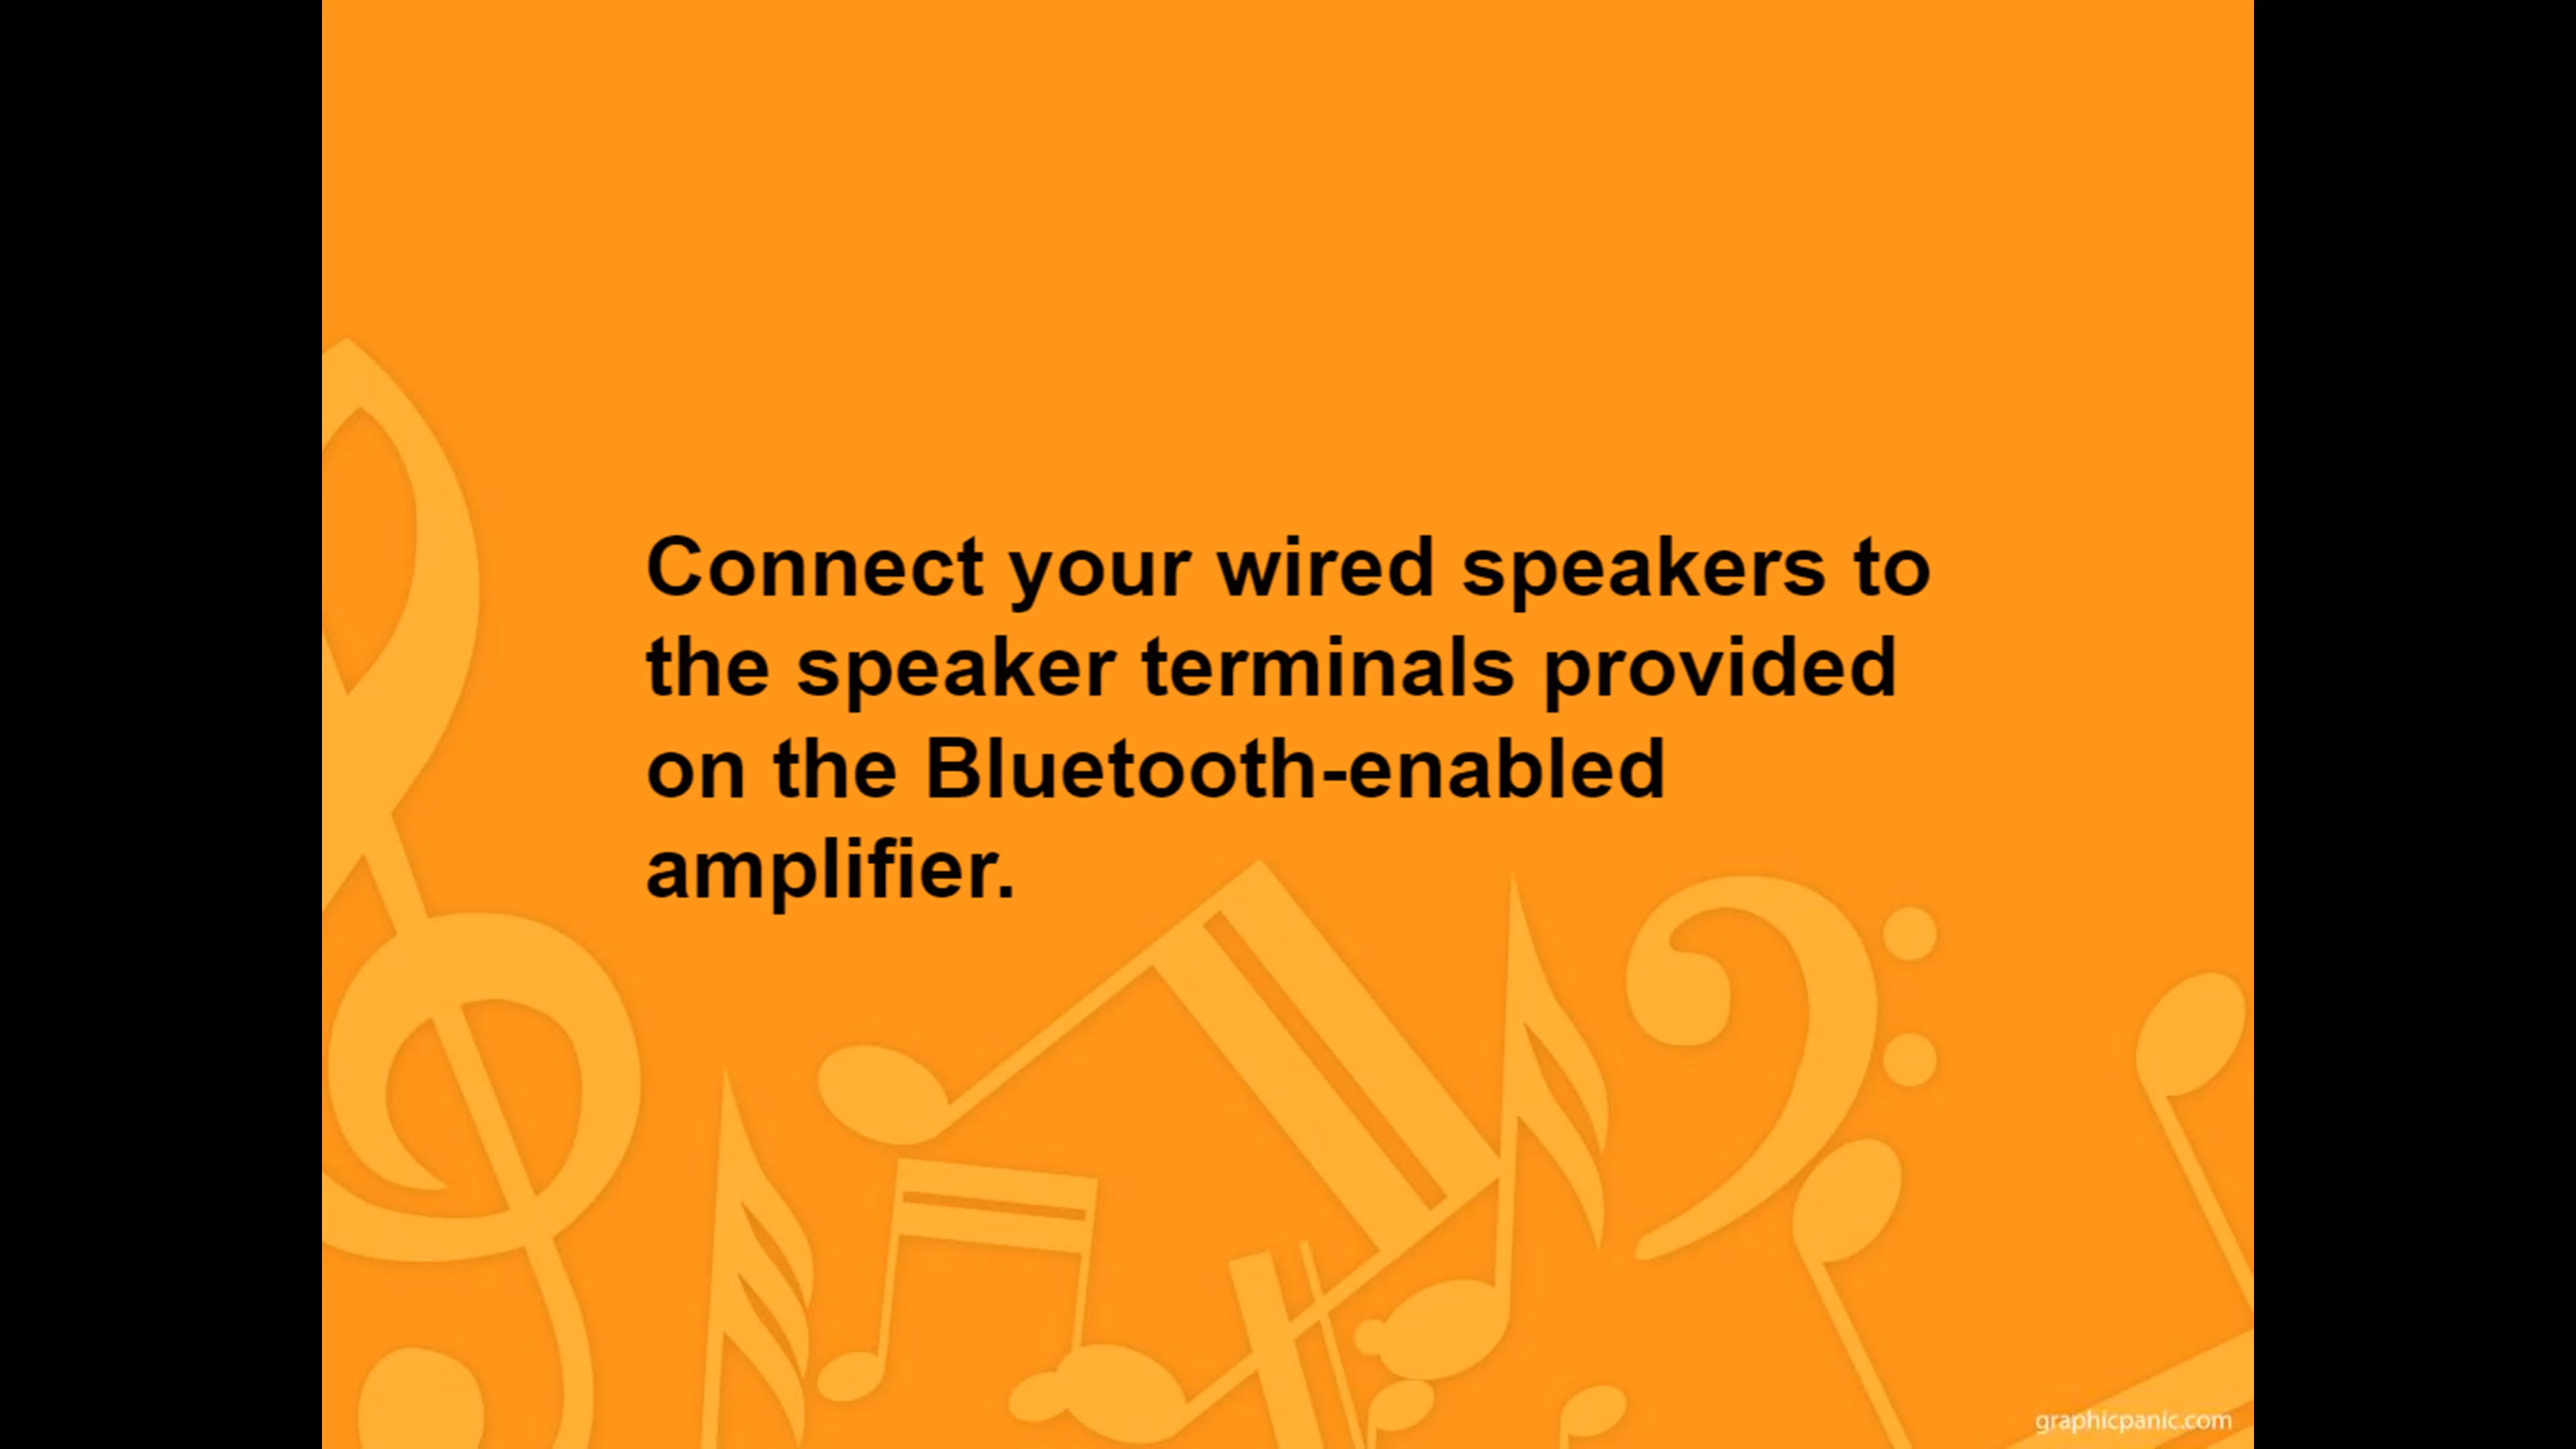 Connect your wired speakers to
the speaker terminals provided
on the Bluetooth-enabled
amplifier.
graphicpanic.com